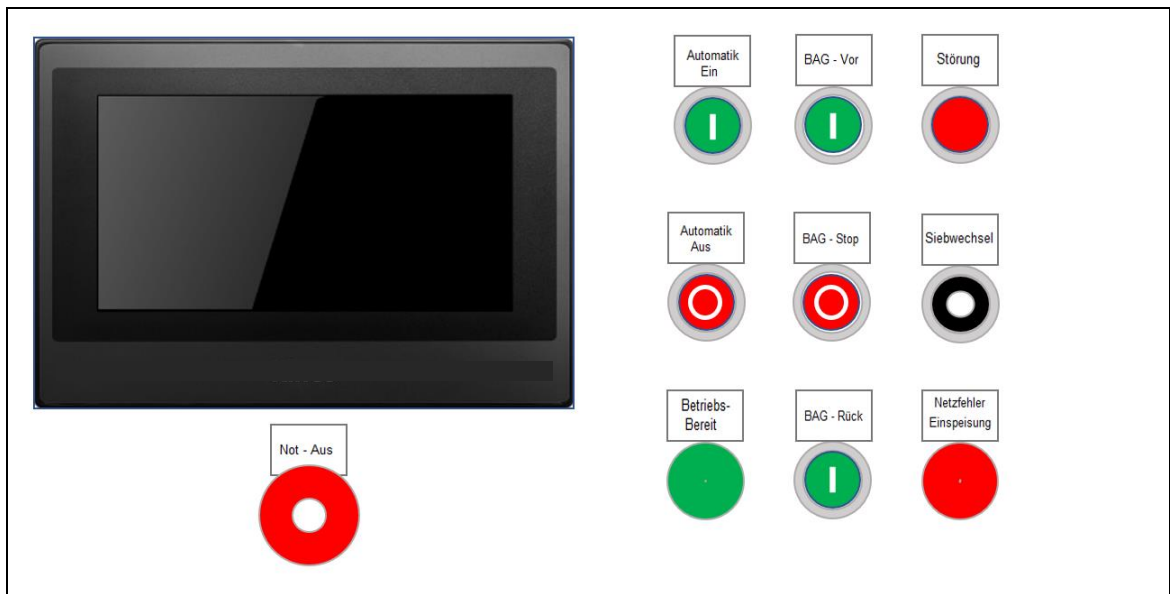 Automatik
Ein
BAG - Vor
Störung
Automatik
Aus
BAG - Stop
Siebwechsel
Betriebs-
Bereit
BAG - Rück
Netzfehler
Einspeisung
Not - Aus